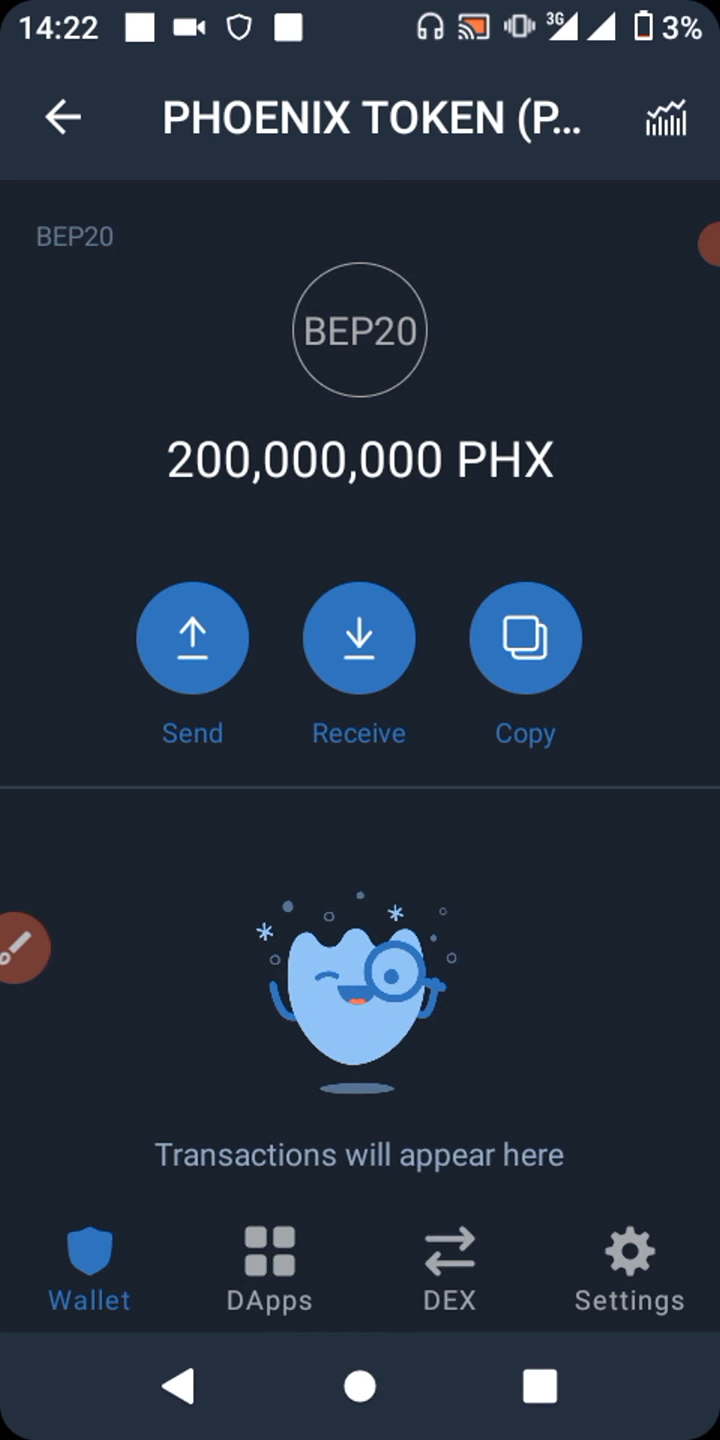 14:22 3G 3%
PHOENIX TOKEN (P...
BEP20
BEP20
200,000,000 PHX
Send Receive Copy
Transactions will appear here
Wallet DApps DEX Settings